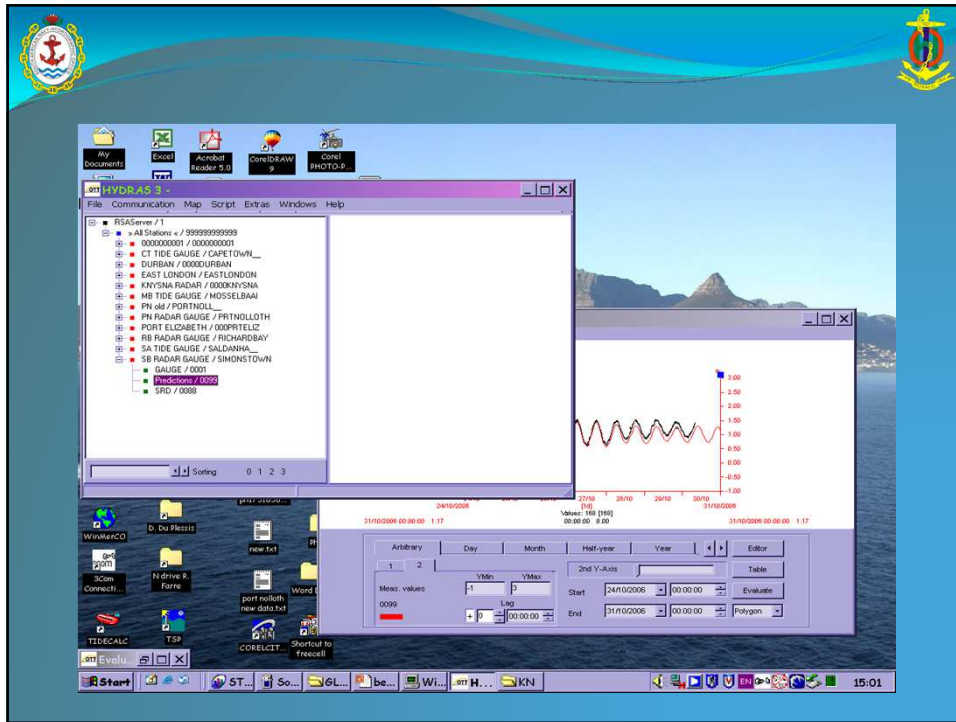 My Documents
Excel
Acrobat Reader 5.0
CorelDRAW 9
Corel PHOTO-P...
HYDRAS 3 -
File Communication Map Script Extras Windows Help
RSAServer / 1
> All Stations < / 999999999999
0000000001 / 0000000001
CT TIDE GAUGE / CAPETOWN__
DURBAN / 0000DURBAN
EAST LONDON / EASTLONDON
KNYSNA RADAR / 0000KNYSNA
MB TIDE GAUGE / MOSSELBAAI
PN old / PORTNOLL__
PN RADAR GAUGE / PRTNOLLOTH
PORT ELIZABETH / 000PRTELIZ
RB RADAR GAUGE / RICHARDBAY
SA TIDE GAUGE / SALDANHA__
SB RADAR GAUGE / SIMONSTOWN
GAUGE / 0001
Predictions / 0099
SRD / 0088
Sorting 0 1 2 3
3.00
2.00
1.50
1.00
0.50
0.00
-0.50
-1.00
27/10 28/10 29/10 30/10
24/10/2006 [1d] 31/10/2006
Values: 168 [168]
31/10/2006 00:00:00 1.17 00:00:00 0.00 31/10/2006 00:00:00 1.17
Arbitrary Day Month Half-year Year Editor
1 2 2nd Y-Axis Table
YMin YMax
Meas. values -1 3 Start 24/10/2006 00:00:00 Evaluate
0099 Lag
+ 0 00:00:00 End 31/10/2006 00:00:00 Polygon
WinMerCO
D. Du Plessis
new.txt
3Com Connecti...
N drive R. Farre
port nolloth new data.txt
Word
TIDECALC
TSP
CORELCIT...
Shortcut to freecell
OTT Evalu...
Start ST... So... GL... be... Wi... OTT H... KN EN 15:01